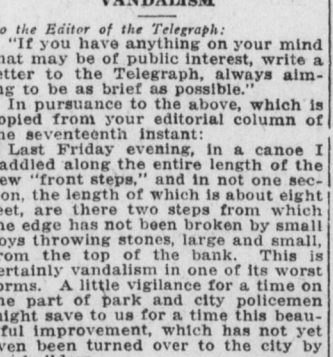 VANDALISM
o the Editor of the Telegraph:
"If you have anything on your mind
hat may be of public interest, write a
etter to the Telegraph, always aim-
ng to be as brief as possible."
In pursuance to the above, which is
opied from your editorial column of
he seventeenth instant:
Last Friday evening, in a canoe I
addled along the entire length of the
ew "front steps," and in not one sec-
on, the length of which is about eight
eet, are there two steps from which
he edge has not been broken by small
oys throwing stones, large and small,
rom the top of the bank. This is
ertainly vandalism in one of its worst
orms. A little vigilance for a time on
he part of park and city policemen
ight save to us for a time this beau-
ful improvement, which has not yet
ven been turned over to the city by